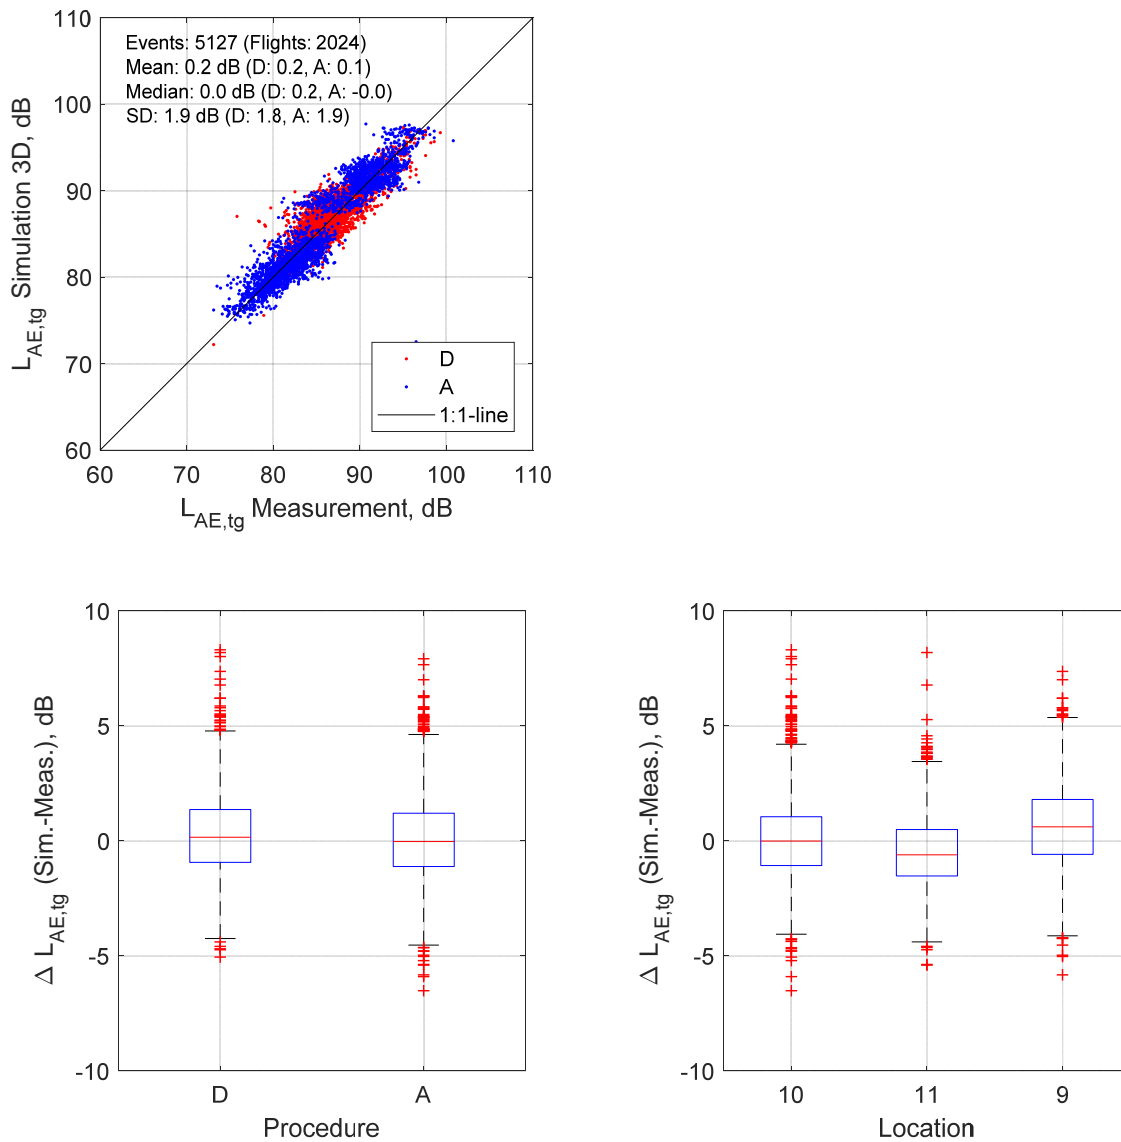 Events: 5127 (Flights: 2024)
Mean: 0.2 dB (D: 0.2, A: 0.1)
Median: 0.0 dB (D: 0.2, A: -0.0)
SD: 1.9 dB (D: 1.8, A: 1.9)
110
100
90
80
70
60
L_AE,tg Simulation 3D, dB
D
A
1:1-line
60 70 80 90 100 110
L_AE,tg Measurement, dB
10
5
0
-5
-10
Δ L_AE,tg (Sim.-Meas.), dB
D A
Procedure
10
5
0
-5
-10
Δ L_AE,tg (Sim.-Meas.), dB
10 11 9
Location